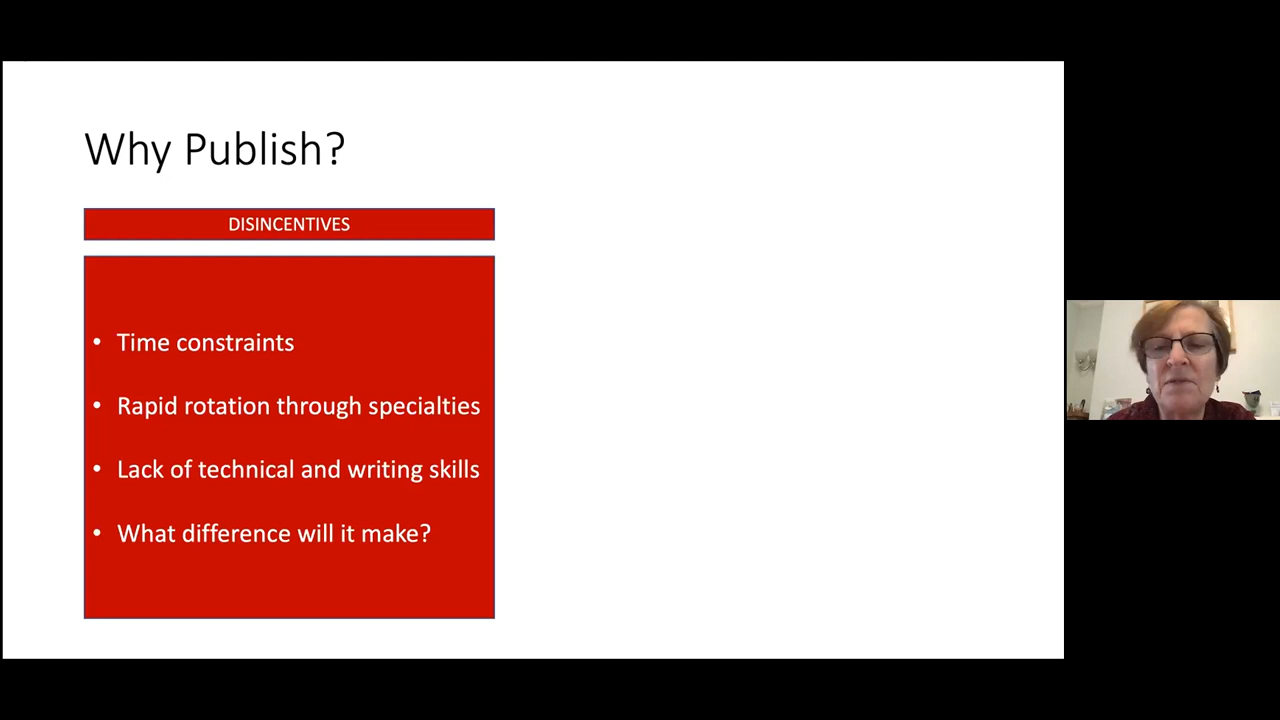 Why Publish?
DISINCENTIVES
• Time constraints
• Rapid rotation through specialties
• Lack of technical and writing skills
• What difference will it make?